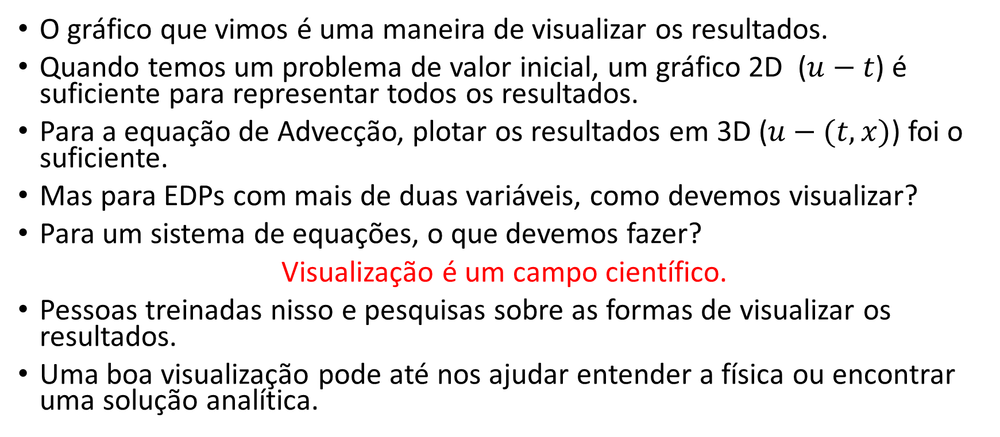 • O gráfico que vimos é uma maneira de visualizar os resultados.
• Quando temos um problema de valor inicial, um gráfico 2D (u − t) é
suficiente para representar todos os resultados.
• Para a equação de Advecção, plotar os resultados em 3D (u − (t, x)) foi o
suficiente.
• Mas para EDPs com mais de duas variáveis, como devemos visualizar?
• Para um sistema de equações, o que devemos fazer?
Visualização é um campo científico.
• Pessoas treinadas nisso e pesquisas sobre as formas de visualizar os
resultados.
• Uma boa visualização pode até nos ajudar entender a física ou encontrar
uma solução analítica.